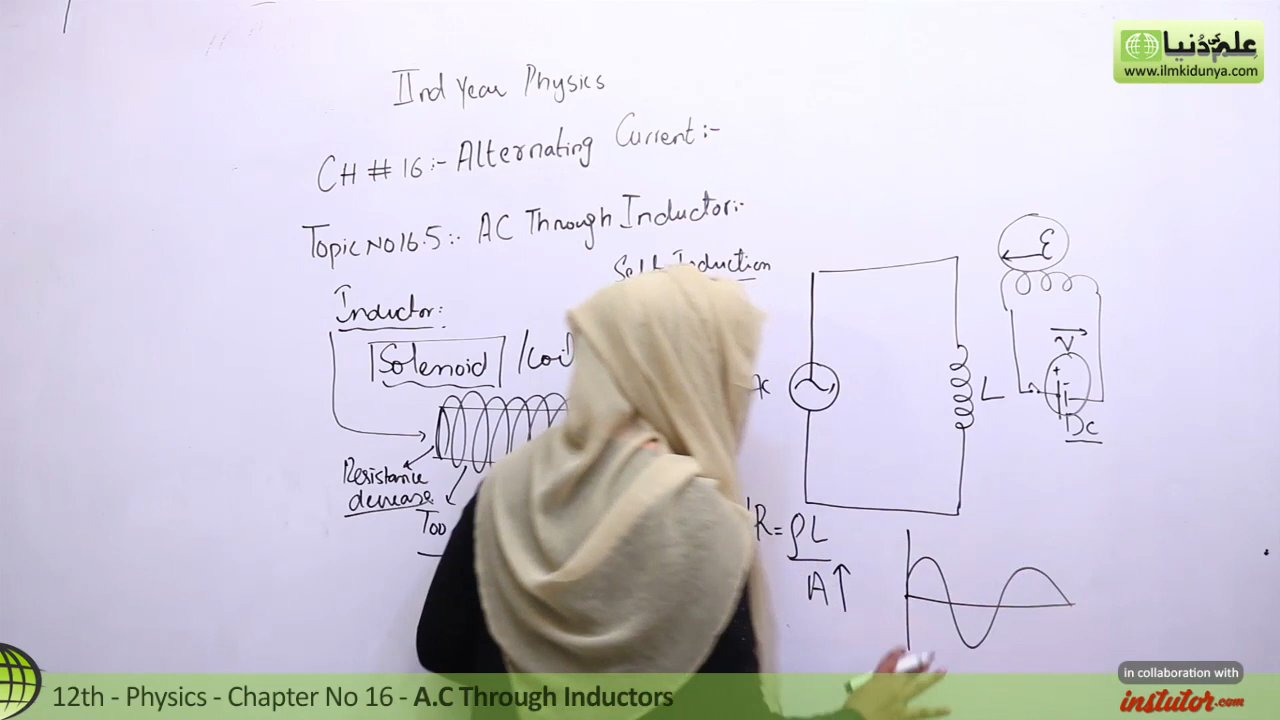 IInd Year Physics
CH # 16:- Alternating Current:-
Topic No 16.5:- AC Through Inductor:-
Self Induction
Inductor:
Solenoid /Coil
Resistance
decrease
Too
L
ε
V
+ -
Dc
R = ρL
A↑
علم کی دُنیا
www.ilmkidunya.com
12th - Physics - Chapter No 16 - A.C Through Inductors
in collaboration with
instutor.com